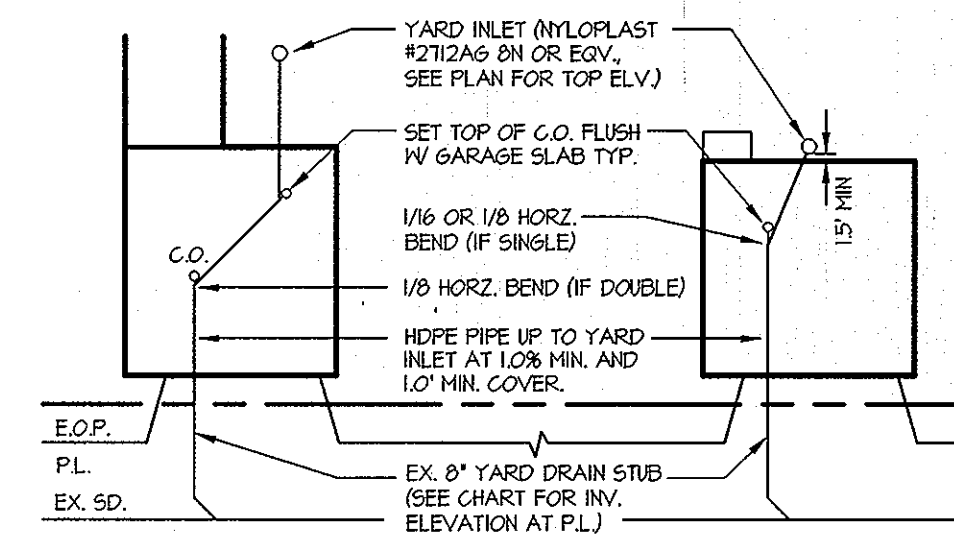 YARD INLET (NYLOPLAST
#2712AG 8N OR EQV.,
SEE PLAN FOR TOP ELV.)
SET TOP OF C.O. FLUSH
W/ GARAGE SLAB TYP.
1/16 OR 1/8 HORZ.
BEND (IF SINGLE)
1.5' MIN
C.O.
1/8 HORZ. BEND (IF DOUBLE)
HDPE PIPE UP TO YARD
INLET AT 1.0% MIN. AND
1.0' MIN. COVER.
E.O.P.
P.L.
EX. SD.
EX. 8" YARD DRAIN STUB
(SEE CHART FOR INV.
ELEVATION AT P.L.)